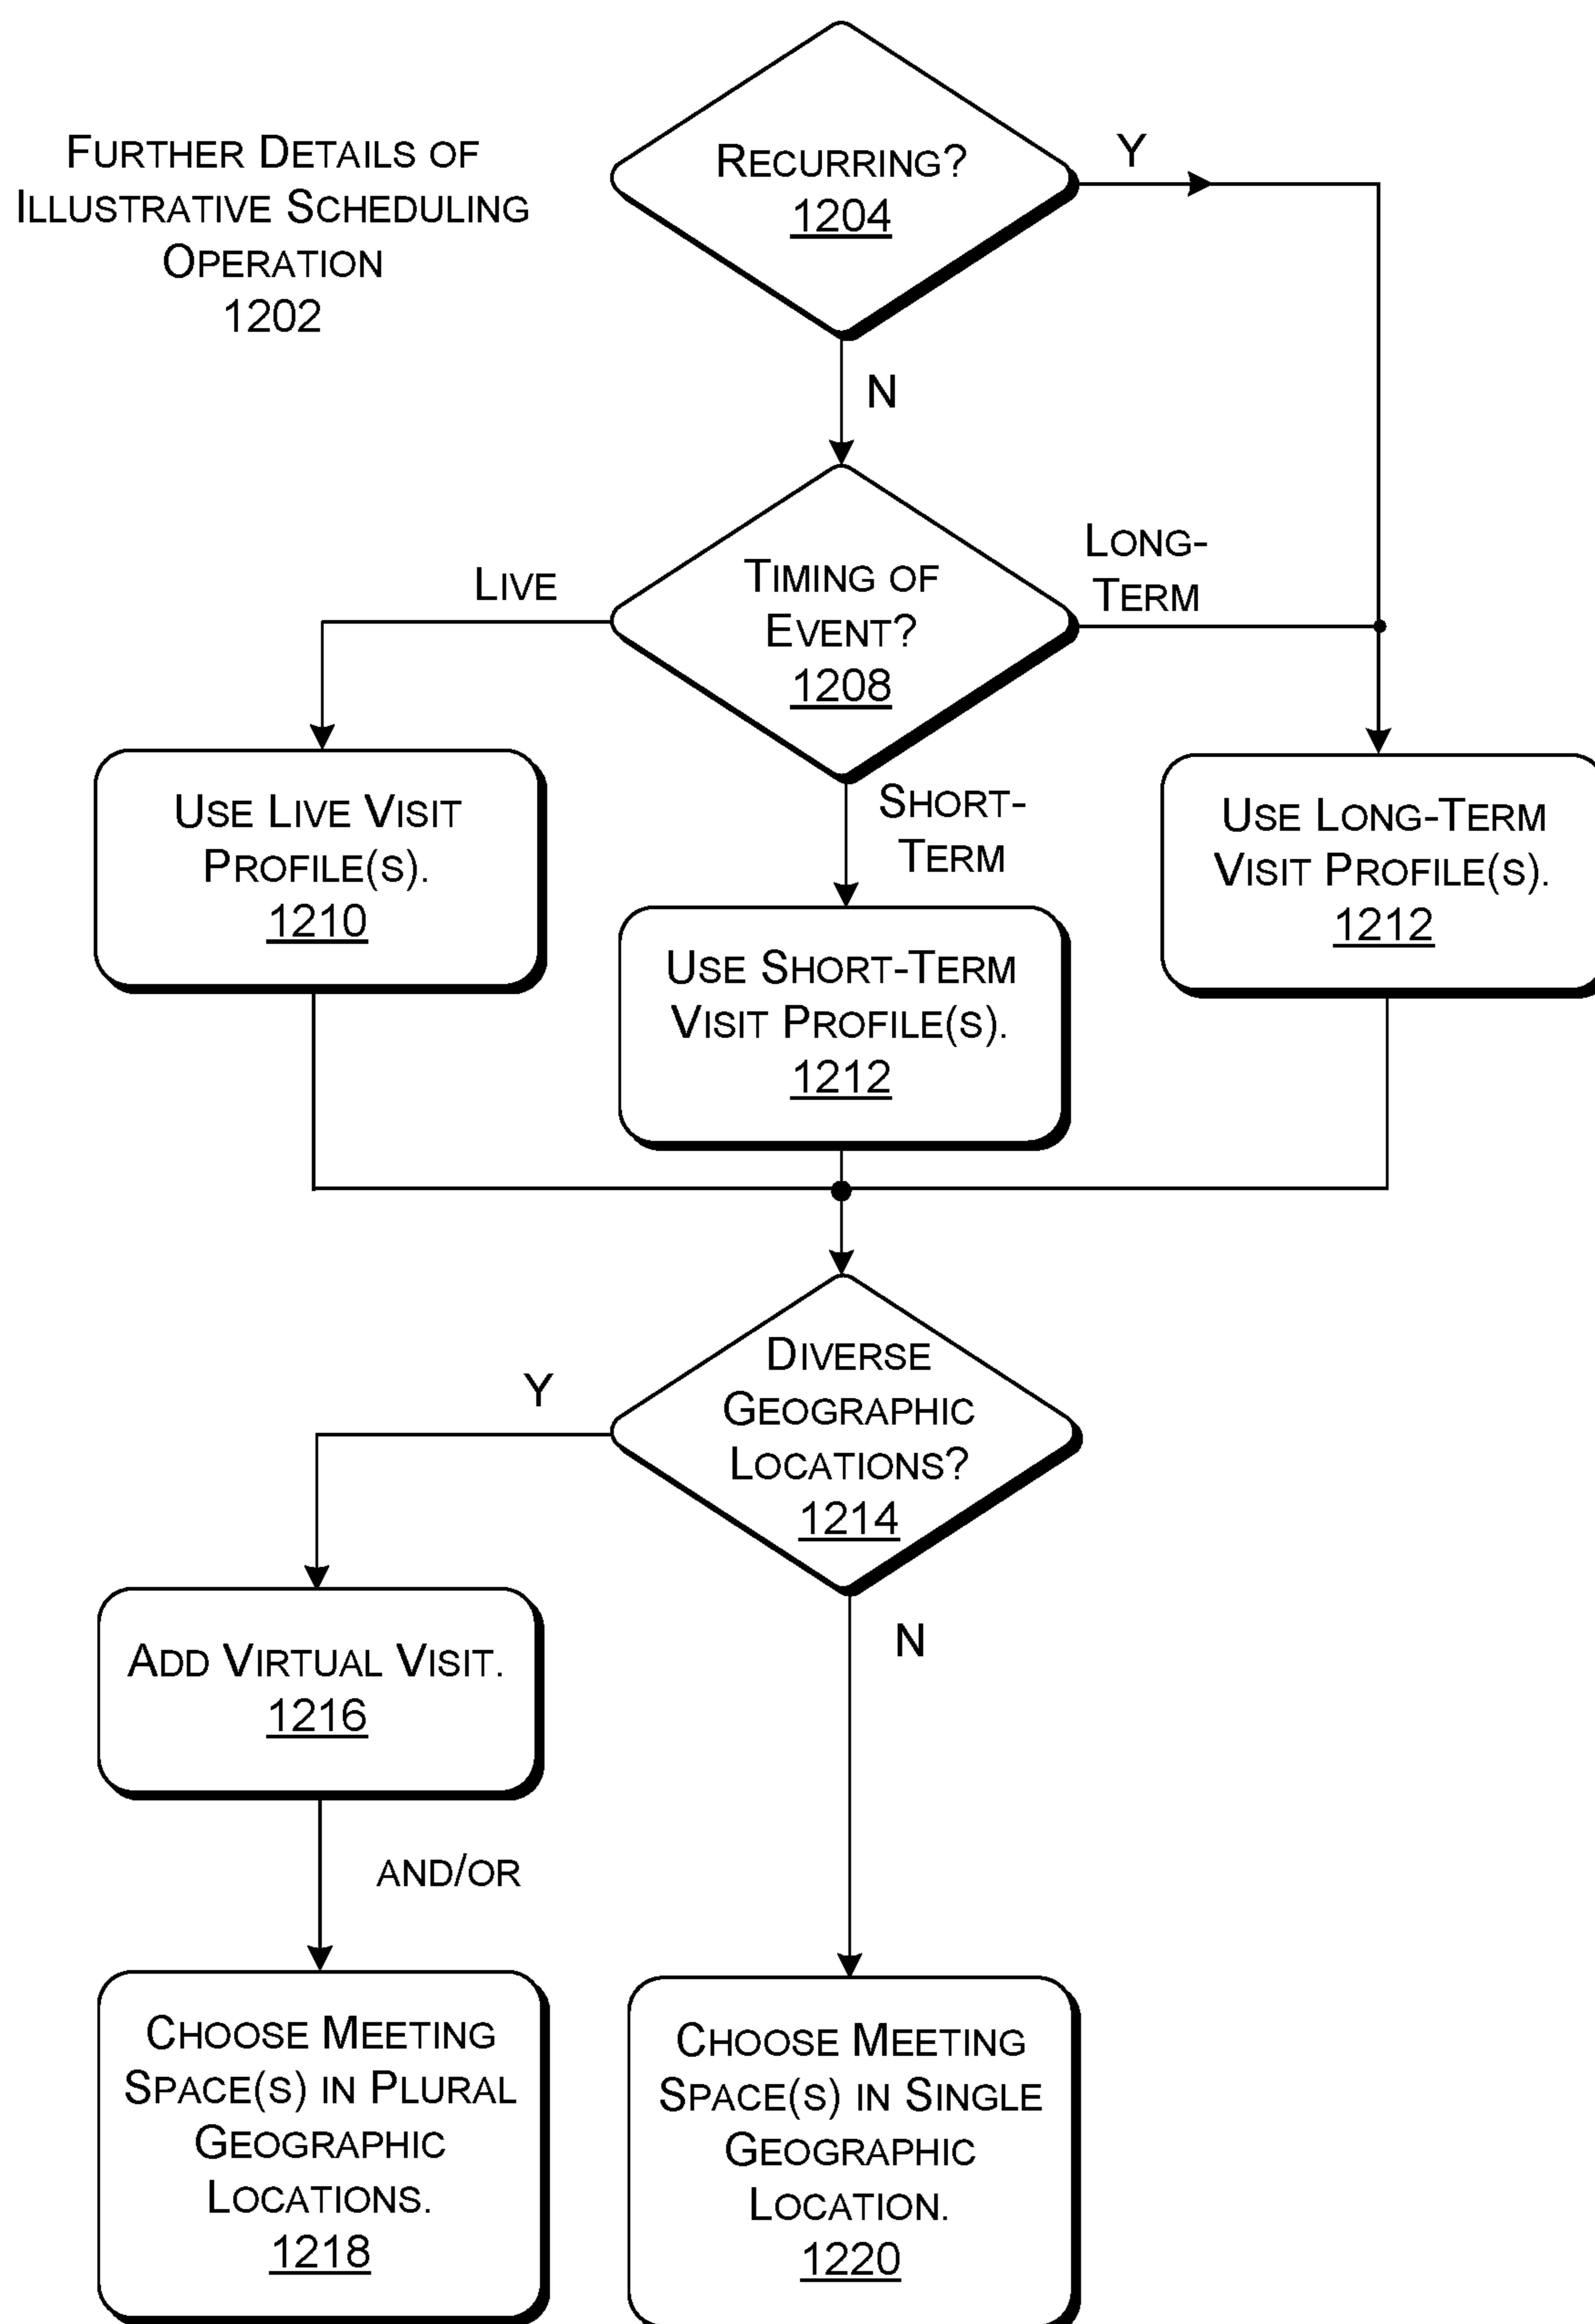 Further Details of
Illustrative Scheduling
Operation
1202
Recurring?
1204
Y
N
Timing of
Event?
1208
Live
Long-
Term
Short-
Term
Use Live Visit
Profile(s).
1210
Use Short-Term
Visit Profile(s).
1212
Use Long-Term
Visit Profile(s).
1212
Diverse
Geographic
Locations?
1214
Y
N
Add Virtual Visit.
1216
and/or
Choose Meeting
Space(s) in Plural
Geographic
Locations.
1218
Choose Meeting
Space(s) in Single
Geographic
Location.
1220